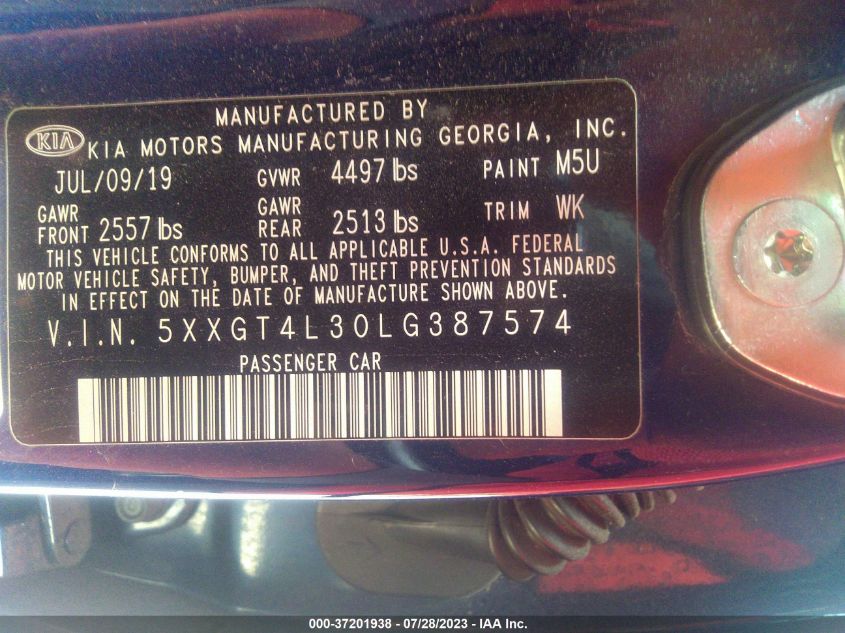 MANUFACTURED BY
KIA KIA MOTORS MANUFACTURING GEORGIA, INC.
JUL/09/19 GVWR 4497 lbs PAINT M5U
GAWR FRONT 2557 lbs GAWR REAR 2513 lbs TRIM WK
THIS VEHICLE CONFORMS TO ALL APPLICABLE U.S.A. FEDERAL
MOTOR VEHICLE SAFETY, BUMPER, AND THEFT PREVENTION STANDARDS
IN EFFECT ON THE DATE OF MANUFACTURE SHOWN ABOVE.
V.I.N. 5XXGT4L30LG387574
PASSENGER CAR
000-37201938 - 07/28/2023 - IAA Inc.